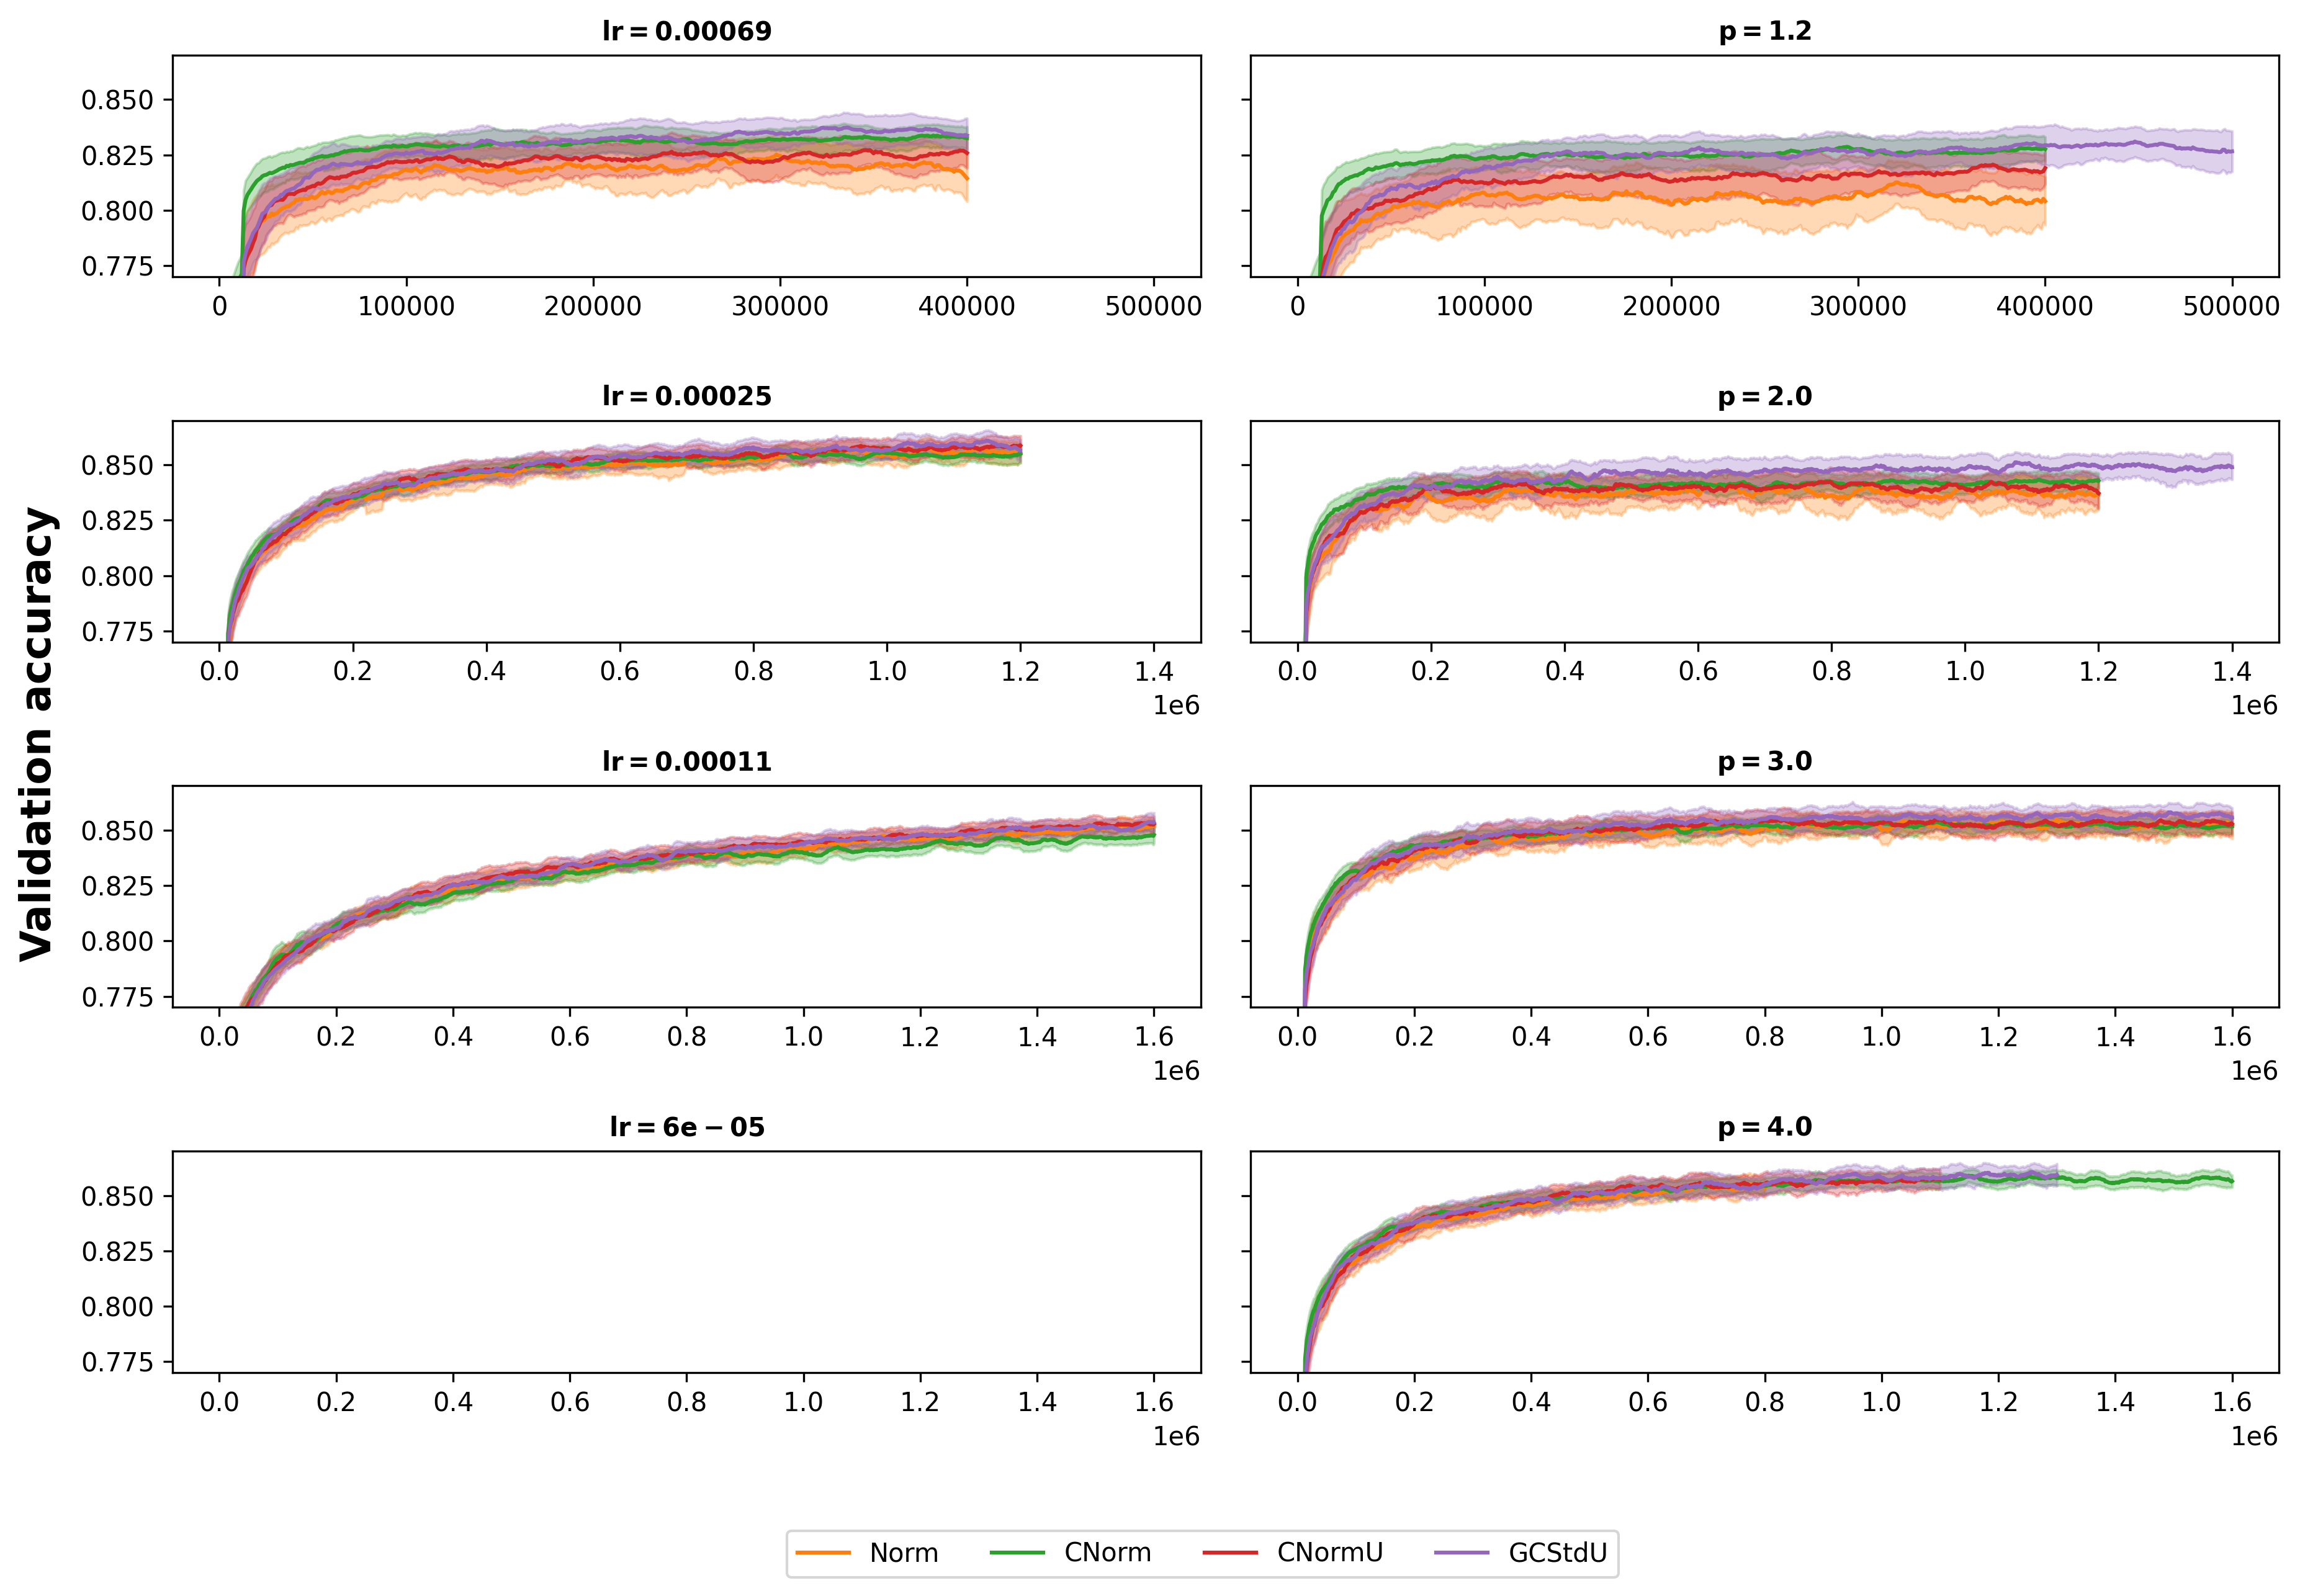 lr = 0.00069
p = 1.2
0.850
0.825
0.800
0.775
0 100000 200000 300000 400000 500000
0 100000 200000 300000 400000 500000
lr = 0.00025
p = 2.0
0.850
0.825
0.800
0.775
0.0 0.2 0.4 0.6 0.8 1.0 1.2 1.4
1e6
0.0 0.2 0.4 0.6 0.8 1.0 1.2 1.4
1e6
Validation accuracy
lr = 0.00011
p = 3.0
0.850
0.825
0.800
0.775
0.0 0.2 0.4 0.6 0.8 1.0 1.2 1.4 1.6
1e6
0.0 0.2 0.4 0.6 0.8 1.0 1.2 1.4 1.6
1e6
lr = 6e − 05
p = 4.0
0.850
0.825
0.800
0.775
0.0 0.2 0.4 0.6 0.8 1.0 1.2 1.4 1.6
1e6
0.0 0.2 0.4 0.6 0.8 1.0 1.2 1.4 1.6
1e6
Norm CNorm CNormU GCStdU